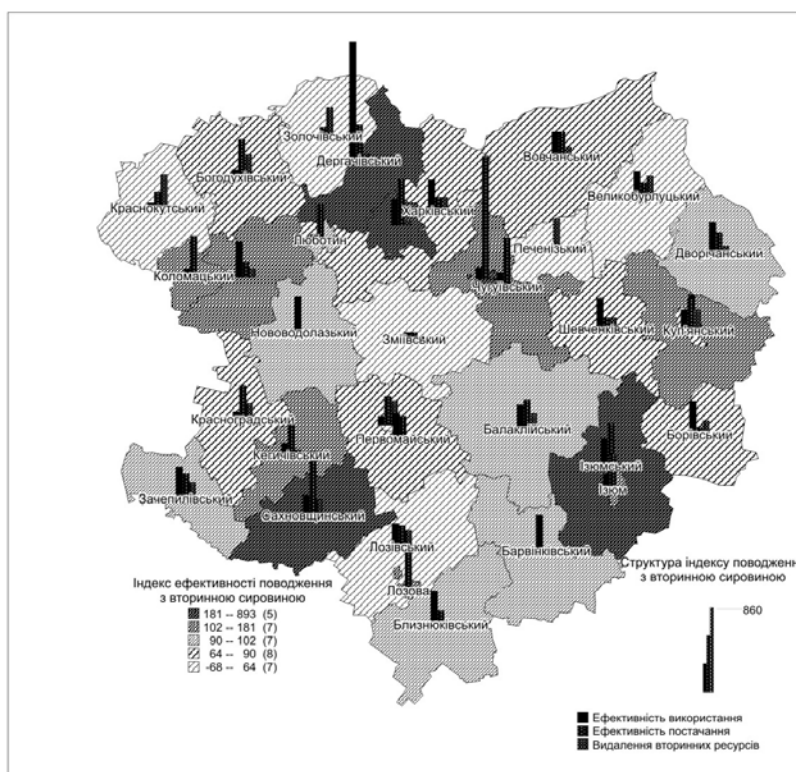 Золочівський
Дергачівський
Вовчанський
Богодухівський
Харківський
Великобурлуцький
Краснокутський
Люботин
Печенізький
Дворічанський
Коломацький
Чугуївський
Нововодолазький
Шевченківський
Куп'янський
Зміївський
Красноградський
Первомайський
Балаклійський
Борівський
Кегичівський
Ізюмський
Зачепилівський
Ізюм
Сахновщинський
Лозівський
Барвінківський
Лозова
Близнюківський
Індекс ефективності поводження
з вторинною сировиною
181 -- 893 (5)
102 -- 181 (7)
90 -- 102 (7)
64 -- 90 (8)
-68 -- 64 (7)
Структура індексу поводжен
з вторинною сировиною
860
Ефективність використання
Ефективність постачання
Видалення вторинних ресурсів